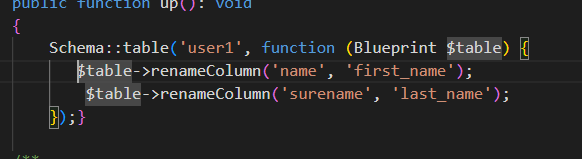 public function up(): void
{
Schema::table('user1', function (Blueprint $table) {
$table->renameColumn('name', 'first_name');
$table->renameColumn('surename', 'last_name');
});}
/**